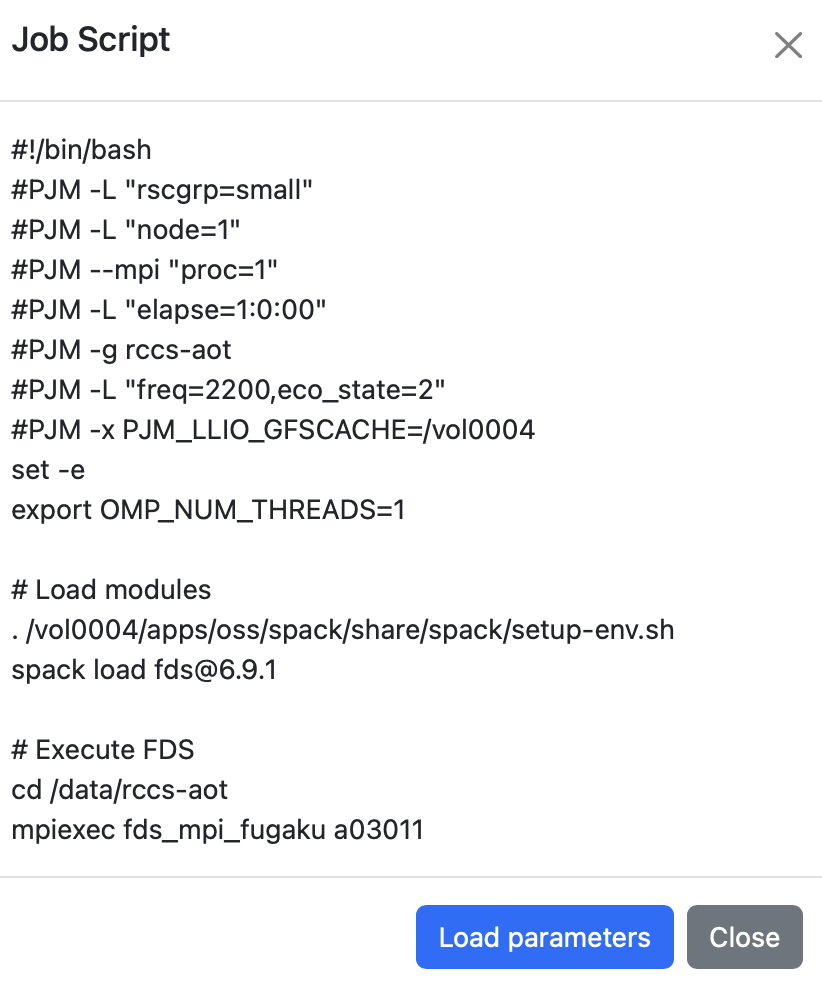 Job Script
#!/bin/bash
#PJM -L "rscgrp=small"
#PJM -L "node=1"
#PJM --mpi "proc=1"
#PJM -L "elapse=1:0:00"
#PJM -g rccs-aot
#PJM -L "freq=2200,eco_state=2"
#PJM -x PJM_LLIO_GFSCACHE=/vol0004
set -e
export OMP_NUM_THREADS=1
# Load modules
. /vol0004/apps/oss/spack/share/spack/setup-env.sh
spack load fds@6.9.1
# Execute FDS
cd /data/rccs-aot
mpiexec fds_mpi_fugaku a03011
Load parameters
Close